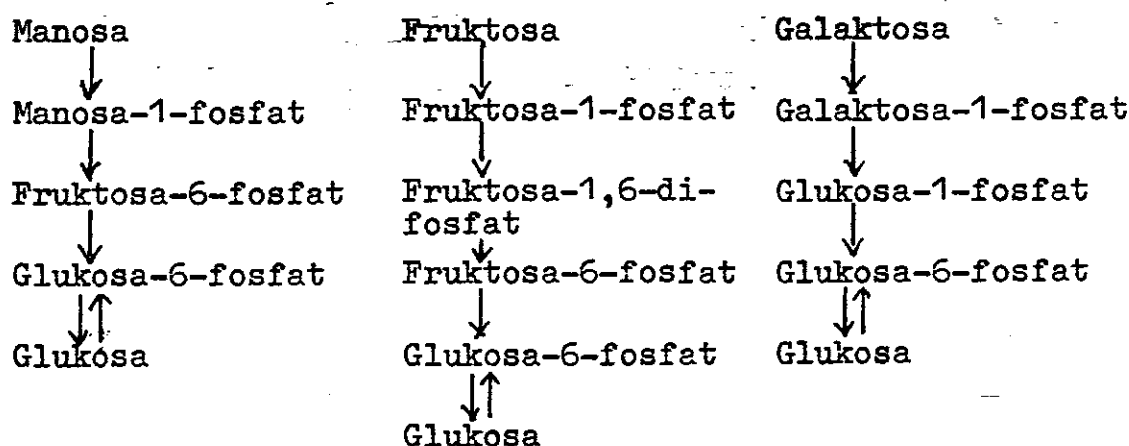 Manosa
Manosa-1-fosfat
Fruktosa-6-fosfat
Glukosa-6-fosfat
Glukosa
Fruktosa
Fruktosa-1-fosfat
Fruktosa-1,6-di-
fosfat
Fruktosa-6-fosfat
Glukosa-6-fosfat
Glukosa
Galaktosa
Galaktosa-1-fosfat
Glukosa-1-fosfat
Glukosa-6-fosfat
Glukosa